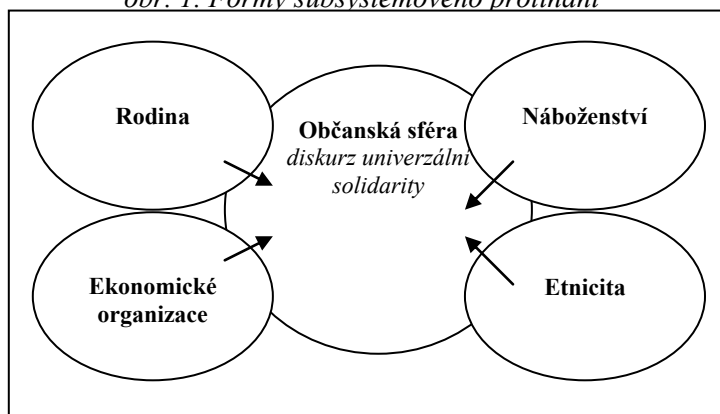 obr. 1. Formy subsystémového protínání
Rodina
Občanská sféra
diskurz univerzální
solidarity
Náboženství
Ekonomické
organizace
Etnicita